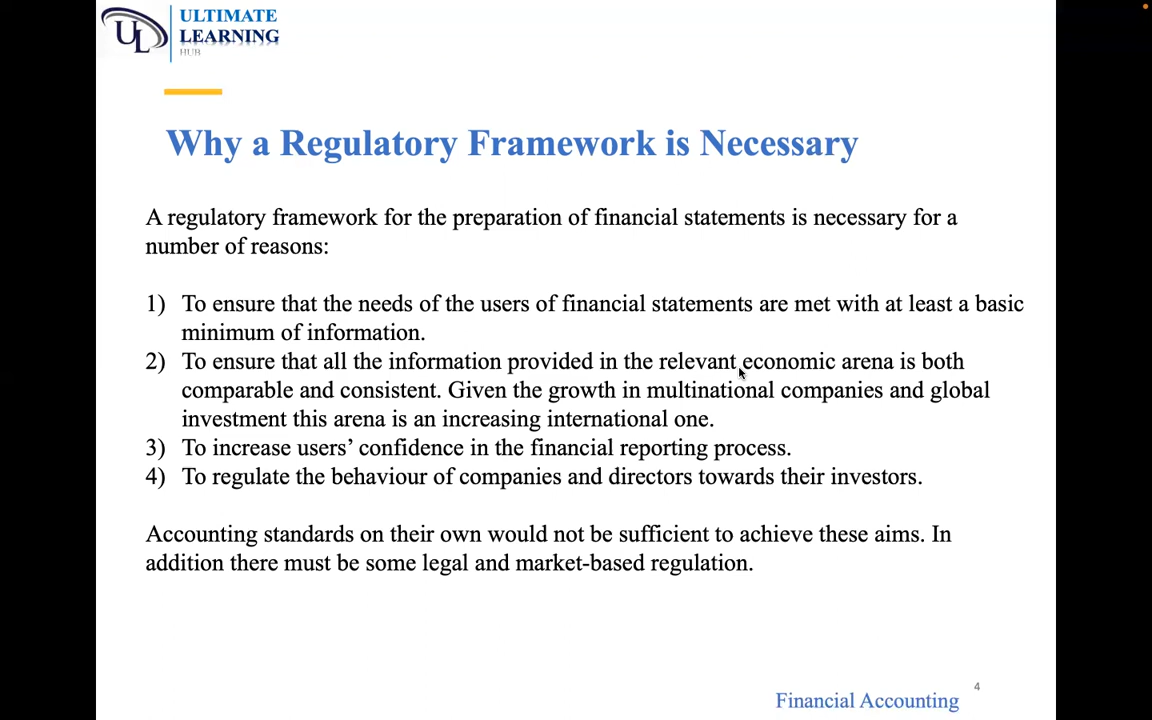 UL
ULTIMATE
LEARNING
HUB
Why a Regulatory Framework is Necessary
A regulatory framework for the preparation of financial statements is necessary for a
number of reasons:
1) To ensure that the needs of the users of financial statements are met with at least a basic
minimum of information.
2) To ensure that all the information provided in the relevant economic arena is both
comparable and consistent. Given the growth in multinational companies and global
investment this arena is an increasing international one.
3) To increase users’ confidence in the financial reporting process.
4) To regulate the behaviour of companies and directors towards their investors.
Accounting standards on their own would not be sufficient to achieve these aims. In
addition there must be some legal and market-based regulation.
4
Financial Accounting